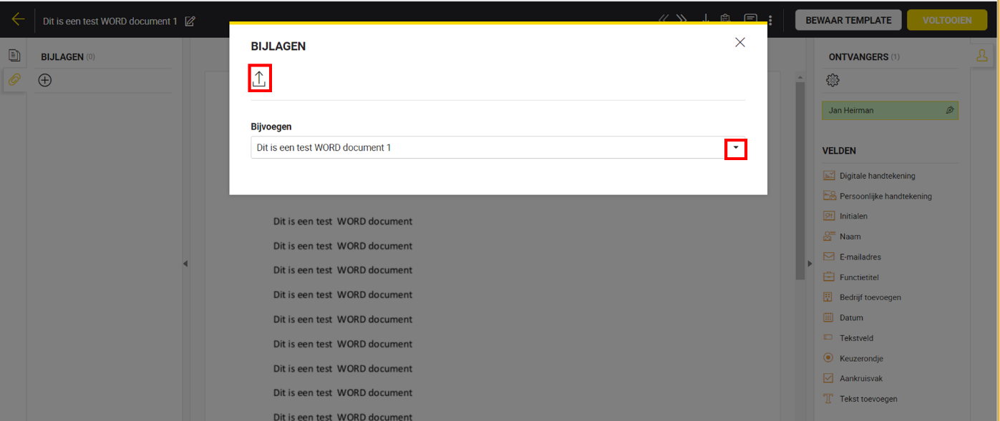 Dit is een test WORD document 1
BEWAAR TEMPLATE
VOLTOOIEN
BIJLAGEN (0)
BIJLAGEN
Bijvoegen
Dit is een test WORD document 1
Dit is een test WORD document
Dit is een test WORD document
Dit is een test WORD document
Dit is een test WORD document
Dit is een test WORD document
Dit is een test WORD document
Dit is een test WORD document
Dit is een test WORD document
Dit is een test WORD document
ONTVANGERS (1)
Jan Heirman
VELDEN
Digitale handtekening
Persoonlijke handtekening
Initialen
Naam
E-mailadres
Functietitel
Bedrijf toevoegen
Datum
Tekstveld
Keuzerondje
Aankruisvak
Tekst toevoegen